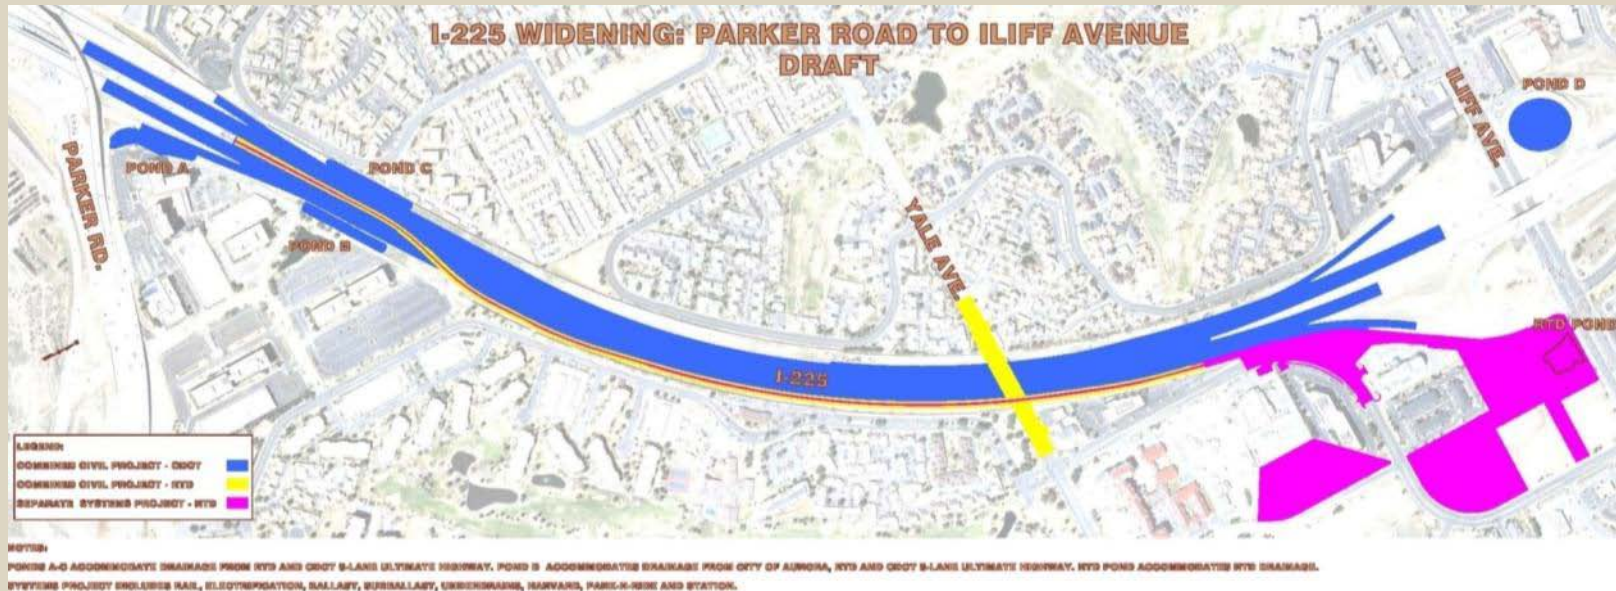 I-225 WIDENING: PARKER ROAD TO ILIFF AVENUE
DRAFT
POND D
ILIFF AVE.
PARKER RD.
POND A
POND C
POND B
YALE AVE.
RTD POND
I-225
LEGEND:
COMBINED CIVIL PROJECT - CDOT
COMBINED CIVIL PROJECT - RTD
SEPARATE SYSTEMS PROJECT - RTD
NOTES:
PONDS A-C ACCOMMODATE DRAINAGE FROM RTD AND CDOT 8-LANE ULTIMATE HIGHWAY. POND D ACCOMMODATES DRAINAGE FROM CITY OF AURORA, RTD AND CDOT 8-LANE ULTIMATE HIGHWAY. RTD POND ACCOMMODATES RTD DRAINAGE.
SYSTEMS PROJECT INCLUDES RAIL, ELECTRIFICATION, BALLAST, SUBBALLAST, UNDERDRAINS, PARK-N-RIDE AND STATION.